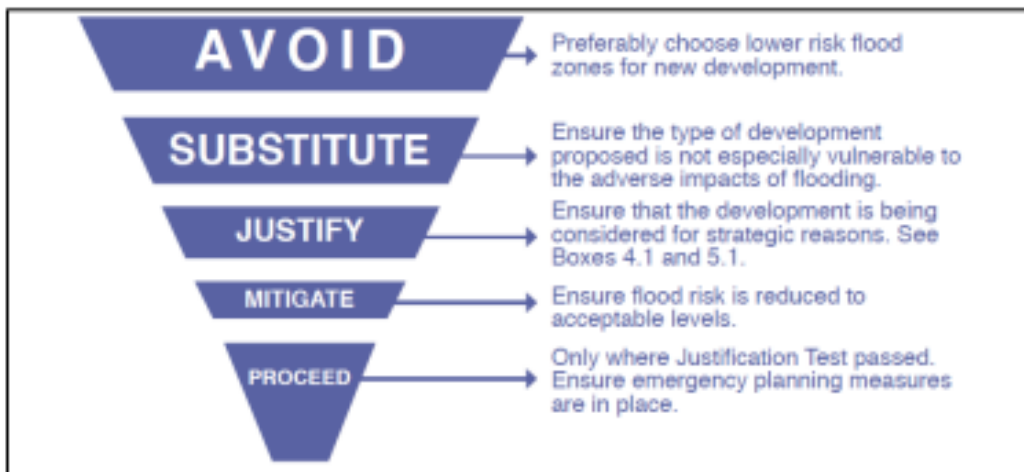 AVOID
Preferably choose lower risk flood
zones for new development.
SUBSTITUTE
Ensure the type of development
proposed is not especially vulnerable to
the adverse impacts of flooding.
JUSTIFY
Ensure that the development is being
considered for strategic reasons. See
Boxes 4.1 and 5.1.
MITIGATE
Ensure flood risk is reduced to
acceptable levels.
PROCEED
Only where Justification Test passed.
Ensure emergency planning measures
are in place.